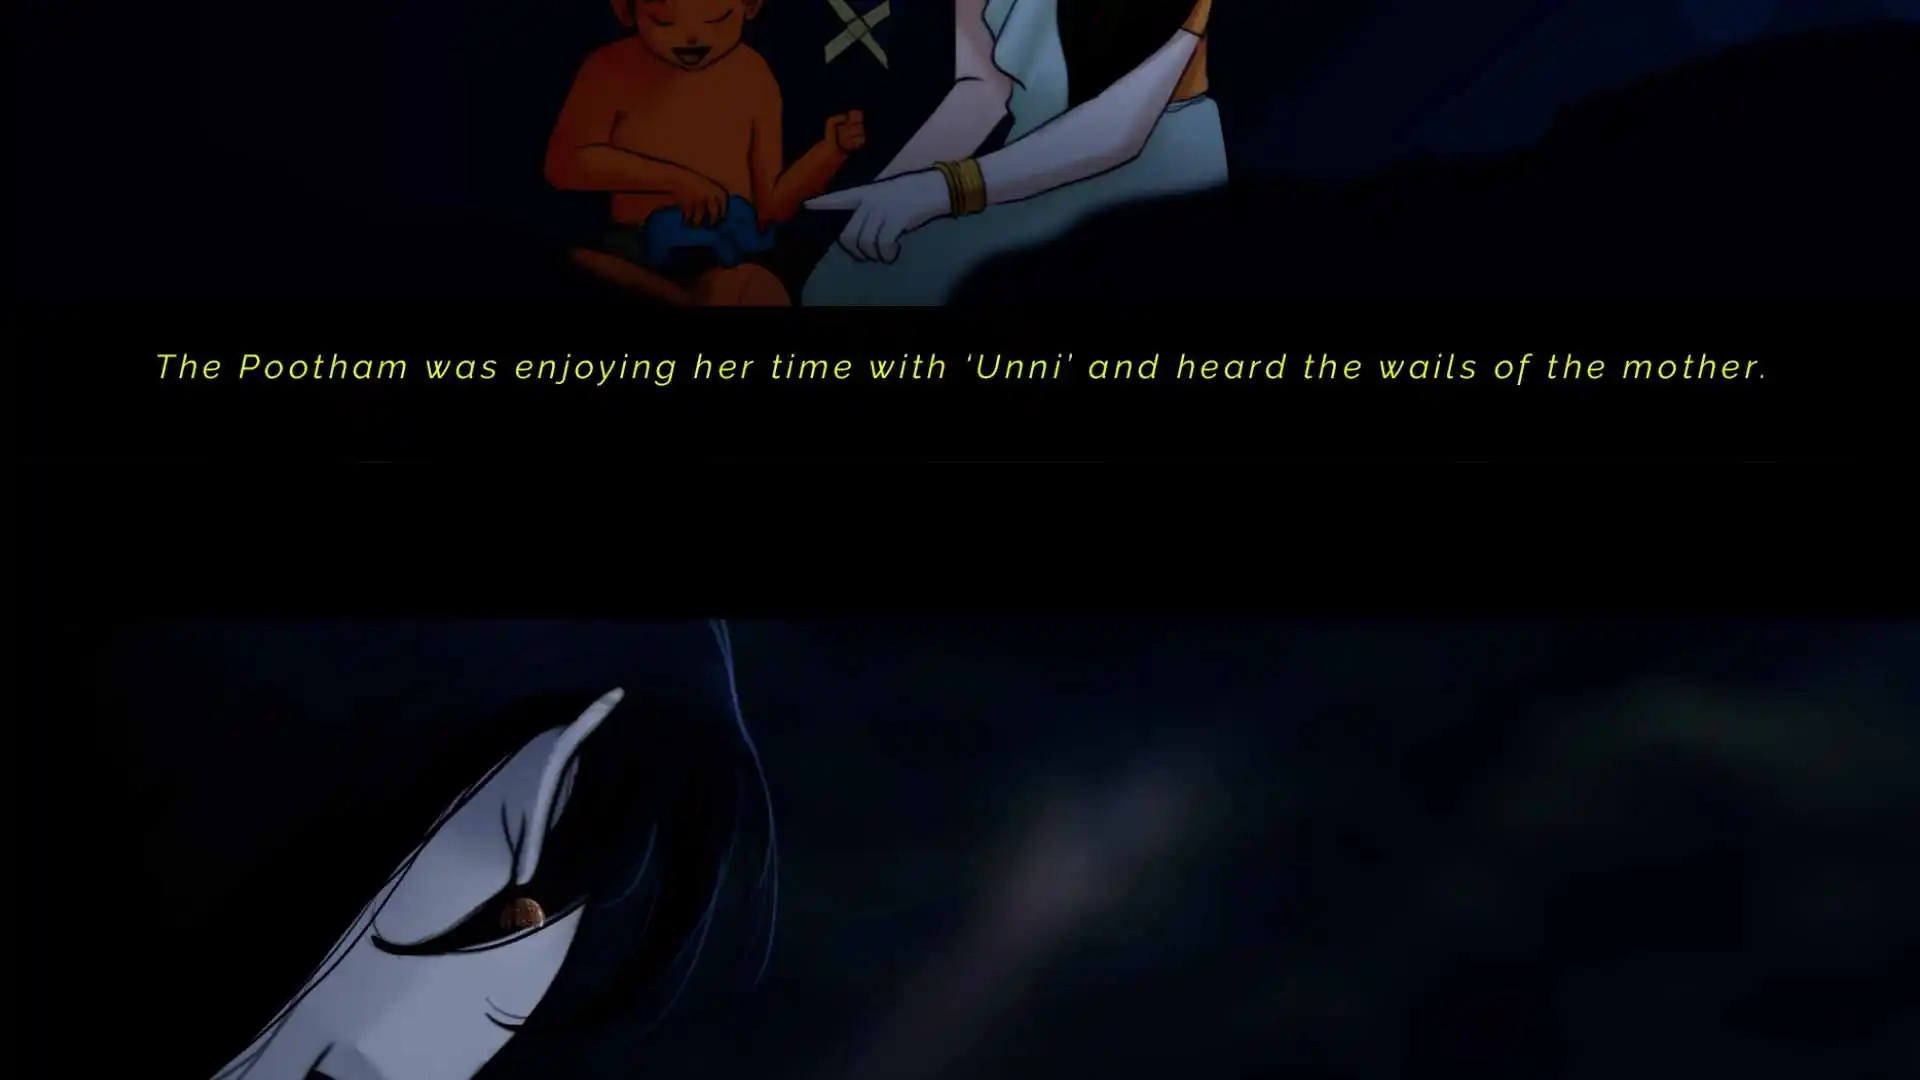 The Pootham was enjoying her time with ‘Unni’ and heard the wails of the mother.